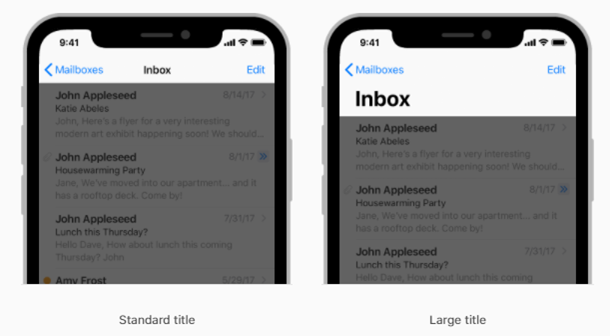 9:41
Mailboxes Inbox Edit
John Appleseed 8/14/17
Katie Abeles
John, Here's a flyer for a very interesting
modern art exhibit happening soon! We should...
John Appleseed 8/1/17
Housewarming Party
Jane, We've moved into our apartment... and it
has a rooftop deck. Come by!
John Appleseed 7/31/17
Lunch this Thursday?
Hello Dave, How about lunch this coming
Thursday? John
Amy Frost 5/29/17
Standard title
9:41
Mailboxes Edit
Inbox
John Appleseed 8/14/17
Katie Abeles
John, Here's a flyer for a very interesting
modern art exhibit happening soon! We should...
John Appleseed 8/1/17
Housewarming Party
Jane, We've moved into our apartment... and it
has a rooftop deck. Come by!
John Appleseed 7/31/17
Lunch this Thursday?
Hello Dave, How about lunch this coming
Large title